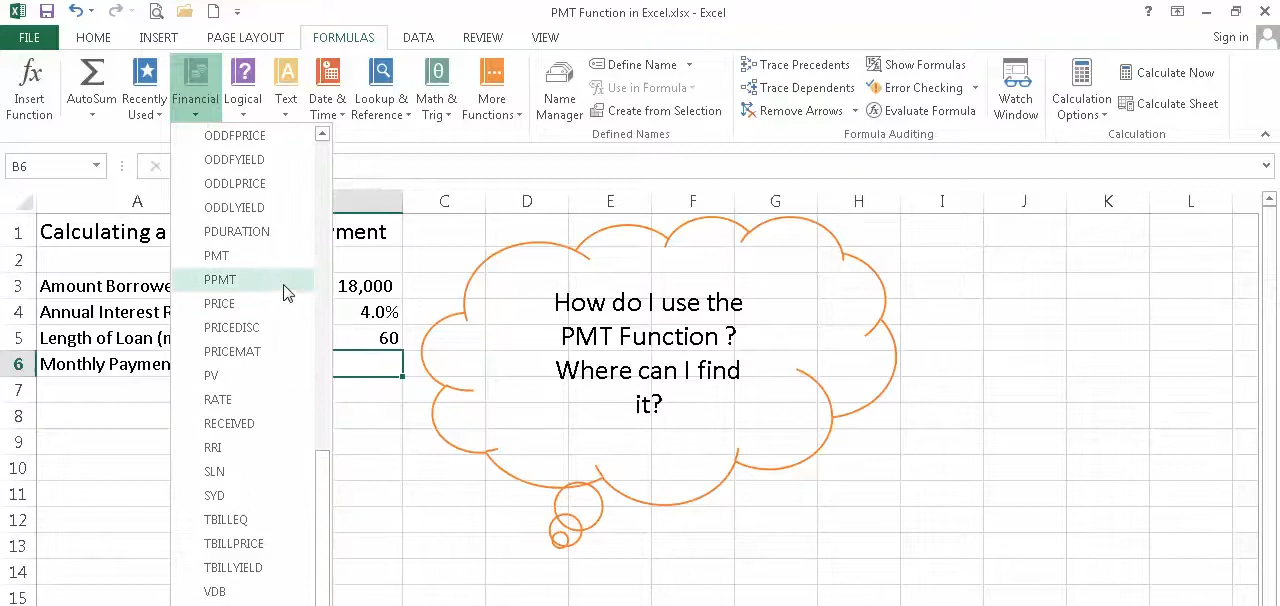 PMT Function in Excel.xlsx - Excel
FILE HOME INSERT PAGE LAYOUT FORMULAS DATA REVIEW VIEW Sign in
fx Insert Function
Σ AutoSum
Recently Used
Financial
? Logical
A Text
Date & Time
Lookup & Reference
θ Math & Trig
More Functions
Name Manager
Define Name
Use in Formula
Create from Selection
Defined Names
Trace Precedents
Trace Dependents
Remove Arrows
Show Formulas
Error Checking
Evaluate Formula
Formula Auditing
Watch Window
Calculation Options
Calculate Now
Calculate Sheet
Calculation
B6
ODDFPRICE
ODDFYIELD
ODDLPRICE
ODDLYIELD
PDURATION
PMT
PPMT
PRICE
PRICEDISC
PRICEMAT
PV
RATE
RECEIVED
RRI
SLN
SYD
TBILLEQ
TBILLPRICE
TBILLYIELD
VDB
A C D E F G H I J K L
1 Calculating a yment
2
3 Amount Borrowe 18,000
4 Annual Interest R 4.0%
5 Length of Loan (n 60
6 Monthly Paymen
7
8
9
10
11
12
13
14
15
How do I use the
PMT Function ?
Where can I find
it?